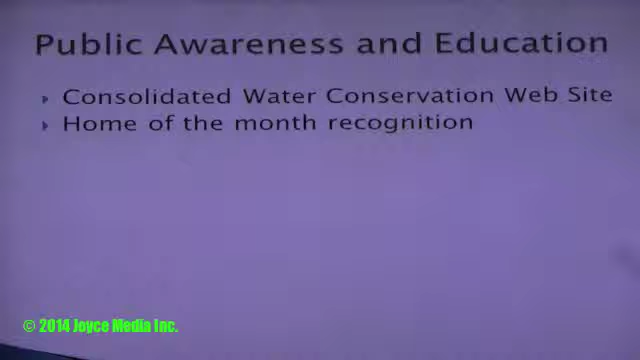 Public Awareness and Education
Consolidated Water Conservation Web Site
Home of the month recognition
© 2014 Joyce Media Inc.